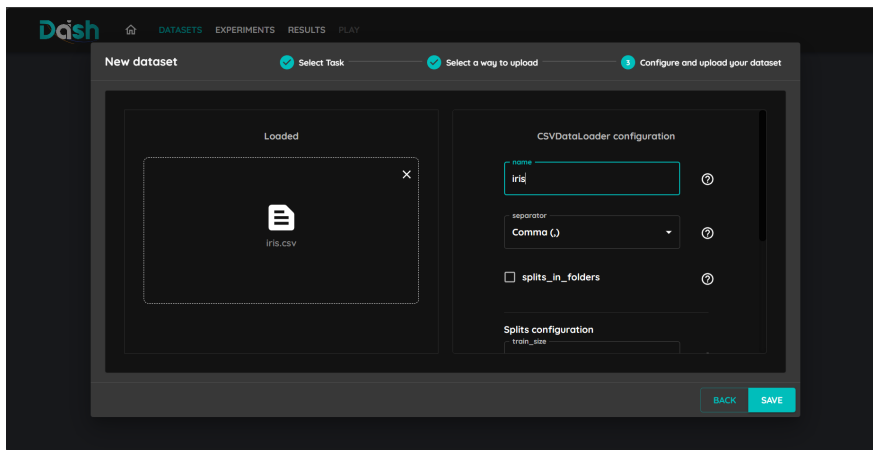 Dash DATASETS EXPERIMENTS RESULTS PLAY
New dataset Select Task Select a way to upload 3 Configure and upload your dataset
Loaded
iris.csv
CSVDataLoader configuration
name
iris
separator
Comma (,)
splits_in_folders
Splits configuration
train_size
BACK SAVE